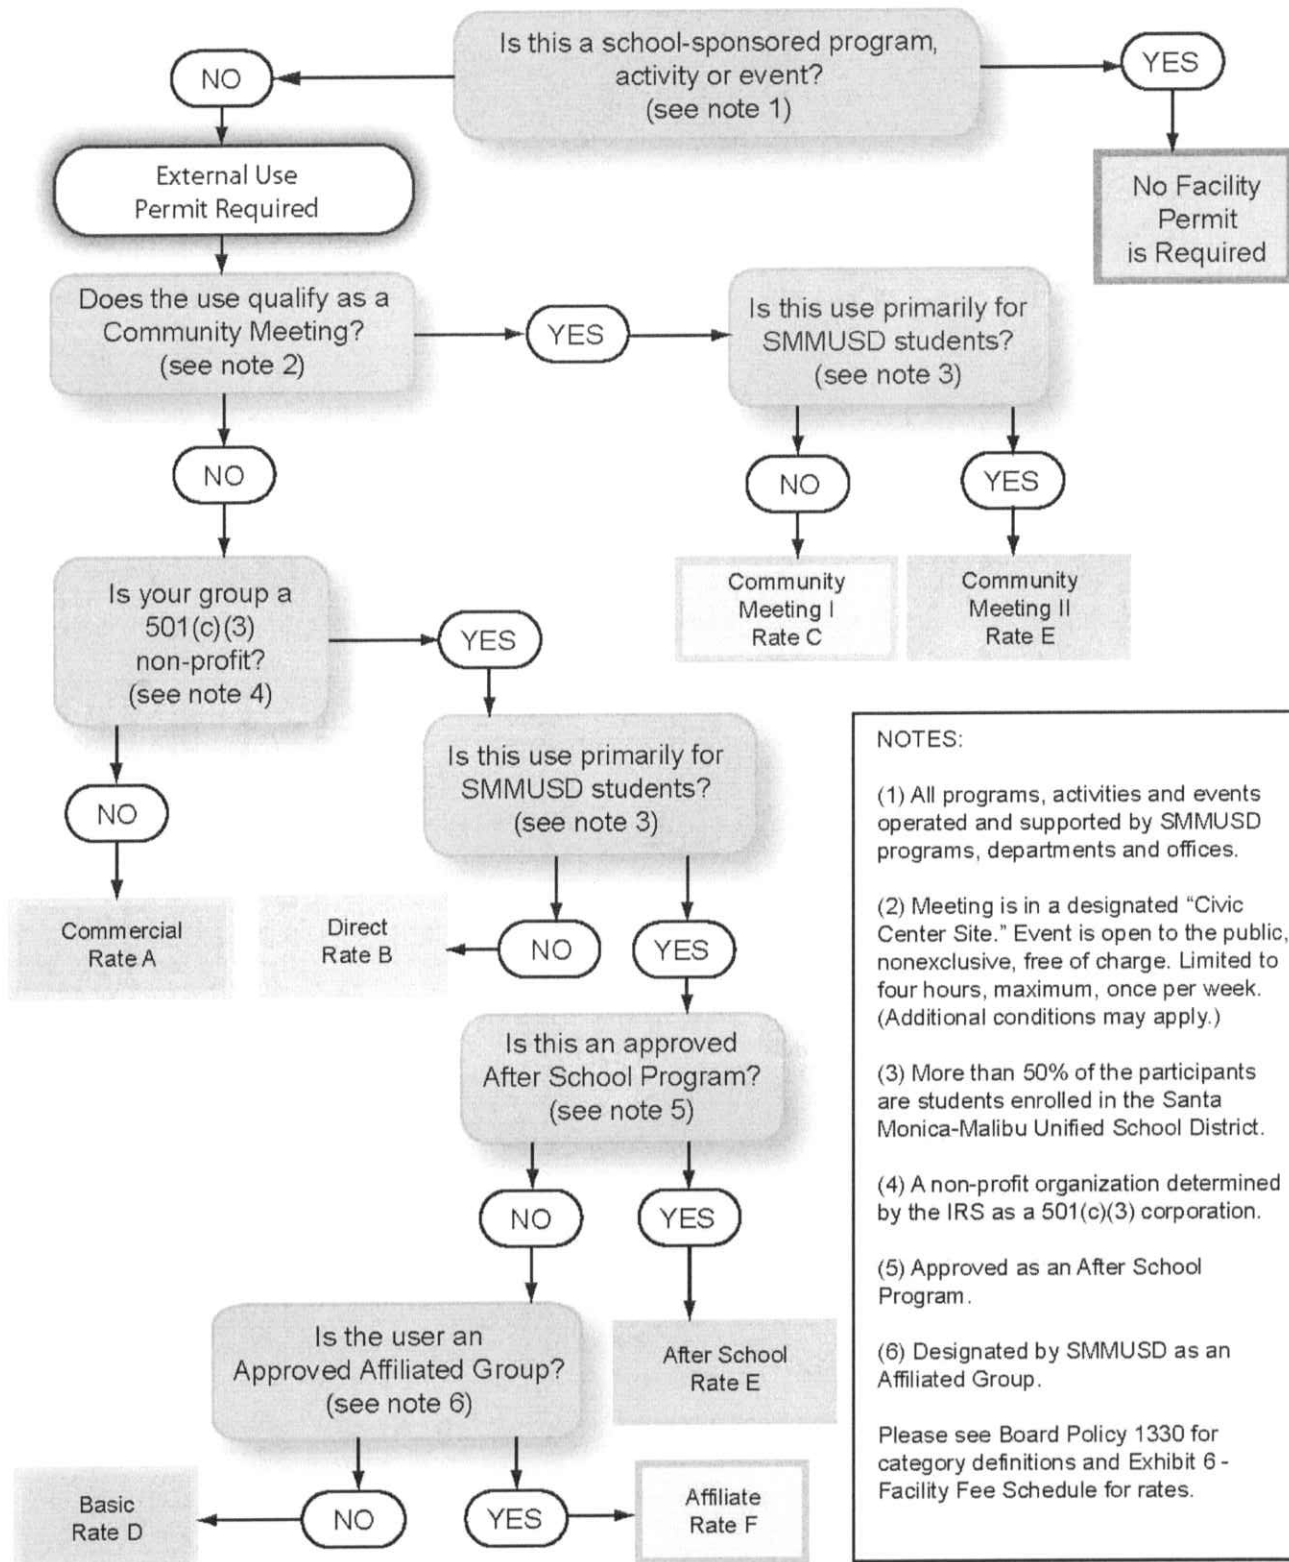 Is this a school-sponsored program,
activity or event?
(see note 1)
NO
YES
External Use
Permit Required
No Facility
Permit
is Required
Does the use qualify as a
Community Meeting?
(see note 2)
YES
Is this use primarily for
SMMUSD students?
(see note 3)
NO
NO
YES
Community
Meeting I
Rate C
Community
Meeting II
Rate E
Is your group a
501(c)(3)
non-profit?
(see note 4)
YES
NO
Is this use primarily for
SMMUSD students?
(see note 3)
Commercial
Rate A
Direct
Rate B
NO
YES
Is this an approved
After School Program?
(see note 5)
NO
YES
Is the user an
Approved Affiliated Group?
(see note 6)
After School
Rate E
Basic
Rate D
NO
YES
Affiliate
Rate F
NOTES:
(1) All programs, activities and events
operated and supported by SMMUSD
programs, departments and offices.
(2) Meeting is in a designated “Civic
Center Site.” Event is open to the public,
nonexclusive, free of charge. Limited to
four hours, maximum, once per week.
(Additional conditions may apply.)
(3) More than 50% of the participants
are students enrolled in the Santa
Monica-Malibu Unified School District.
(4) A non-profit organization determined
by the IRS as a 501(c)(3) corporation.
(5) Approved as an After School
Program.
(6) Designated by SMMUSD as an
Affiliated Group.
Please see Board Policy 1330 for
category definitions and Exhibit 6 -
Facility Fee Schedule for rates.